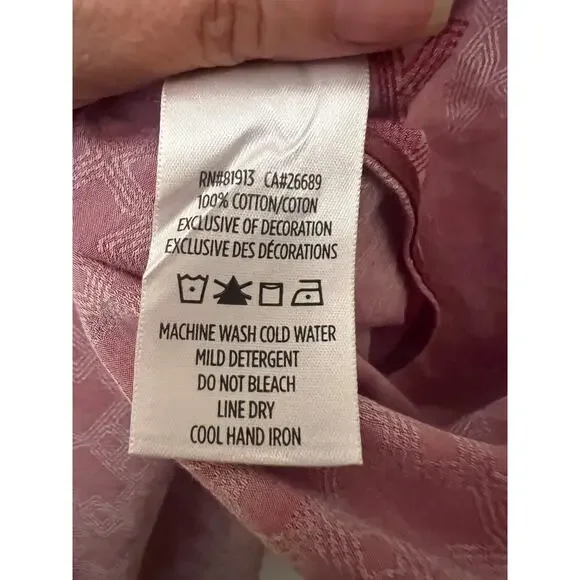 RN#81913 CA#26689
100% COTTON/COTON
EXCLUSIVE OF DECORATION
EXCLUSIVE DES DÉCORATIONS
MACHINE WASH COLD WATER
MILD DETERGENT
DO NOT BLEACH
LINE DRY
COOL HAND IRON